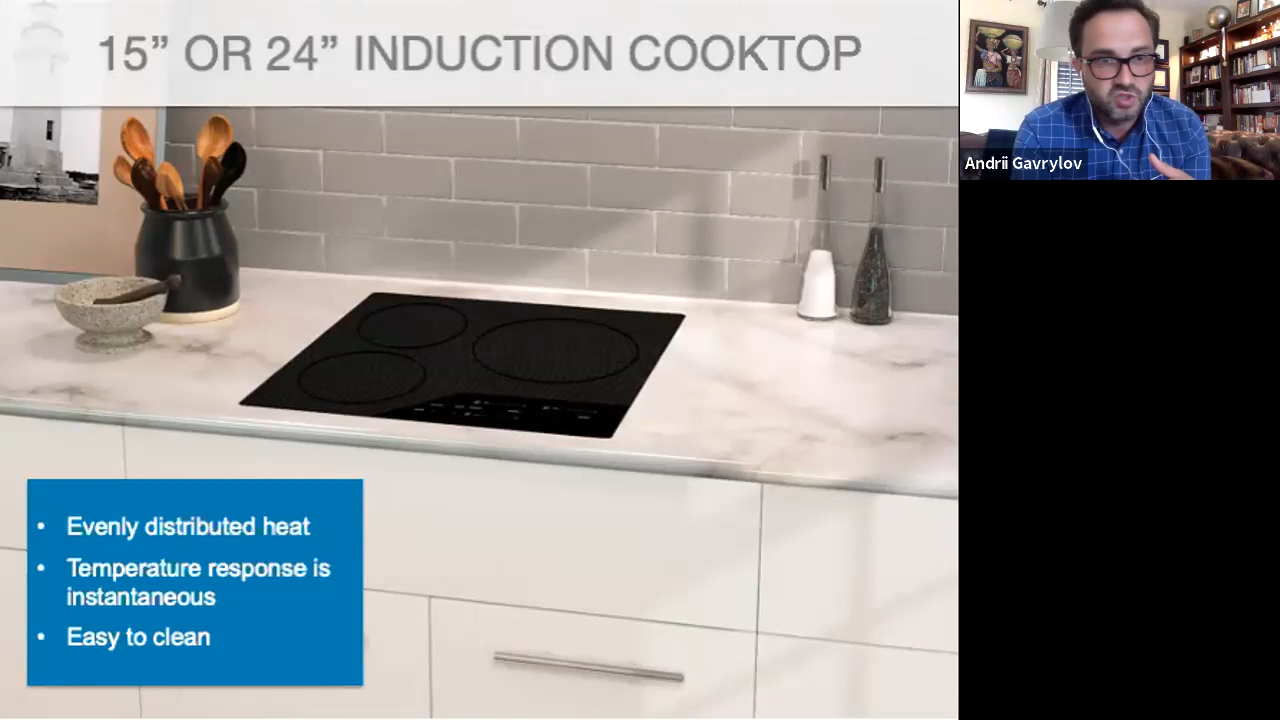 15” OR 24” INDUCTION COOKTOP
Andrii Gavrylov
• Evenly distributed heat
• Temperature response is
instantaneous
• Easy to clean